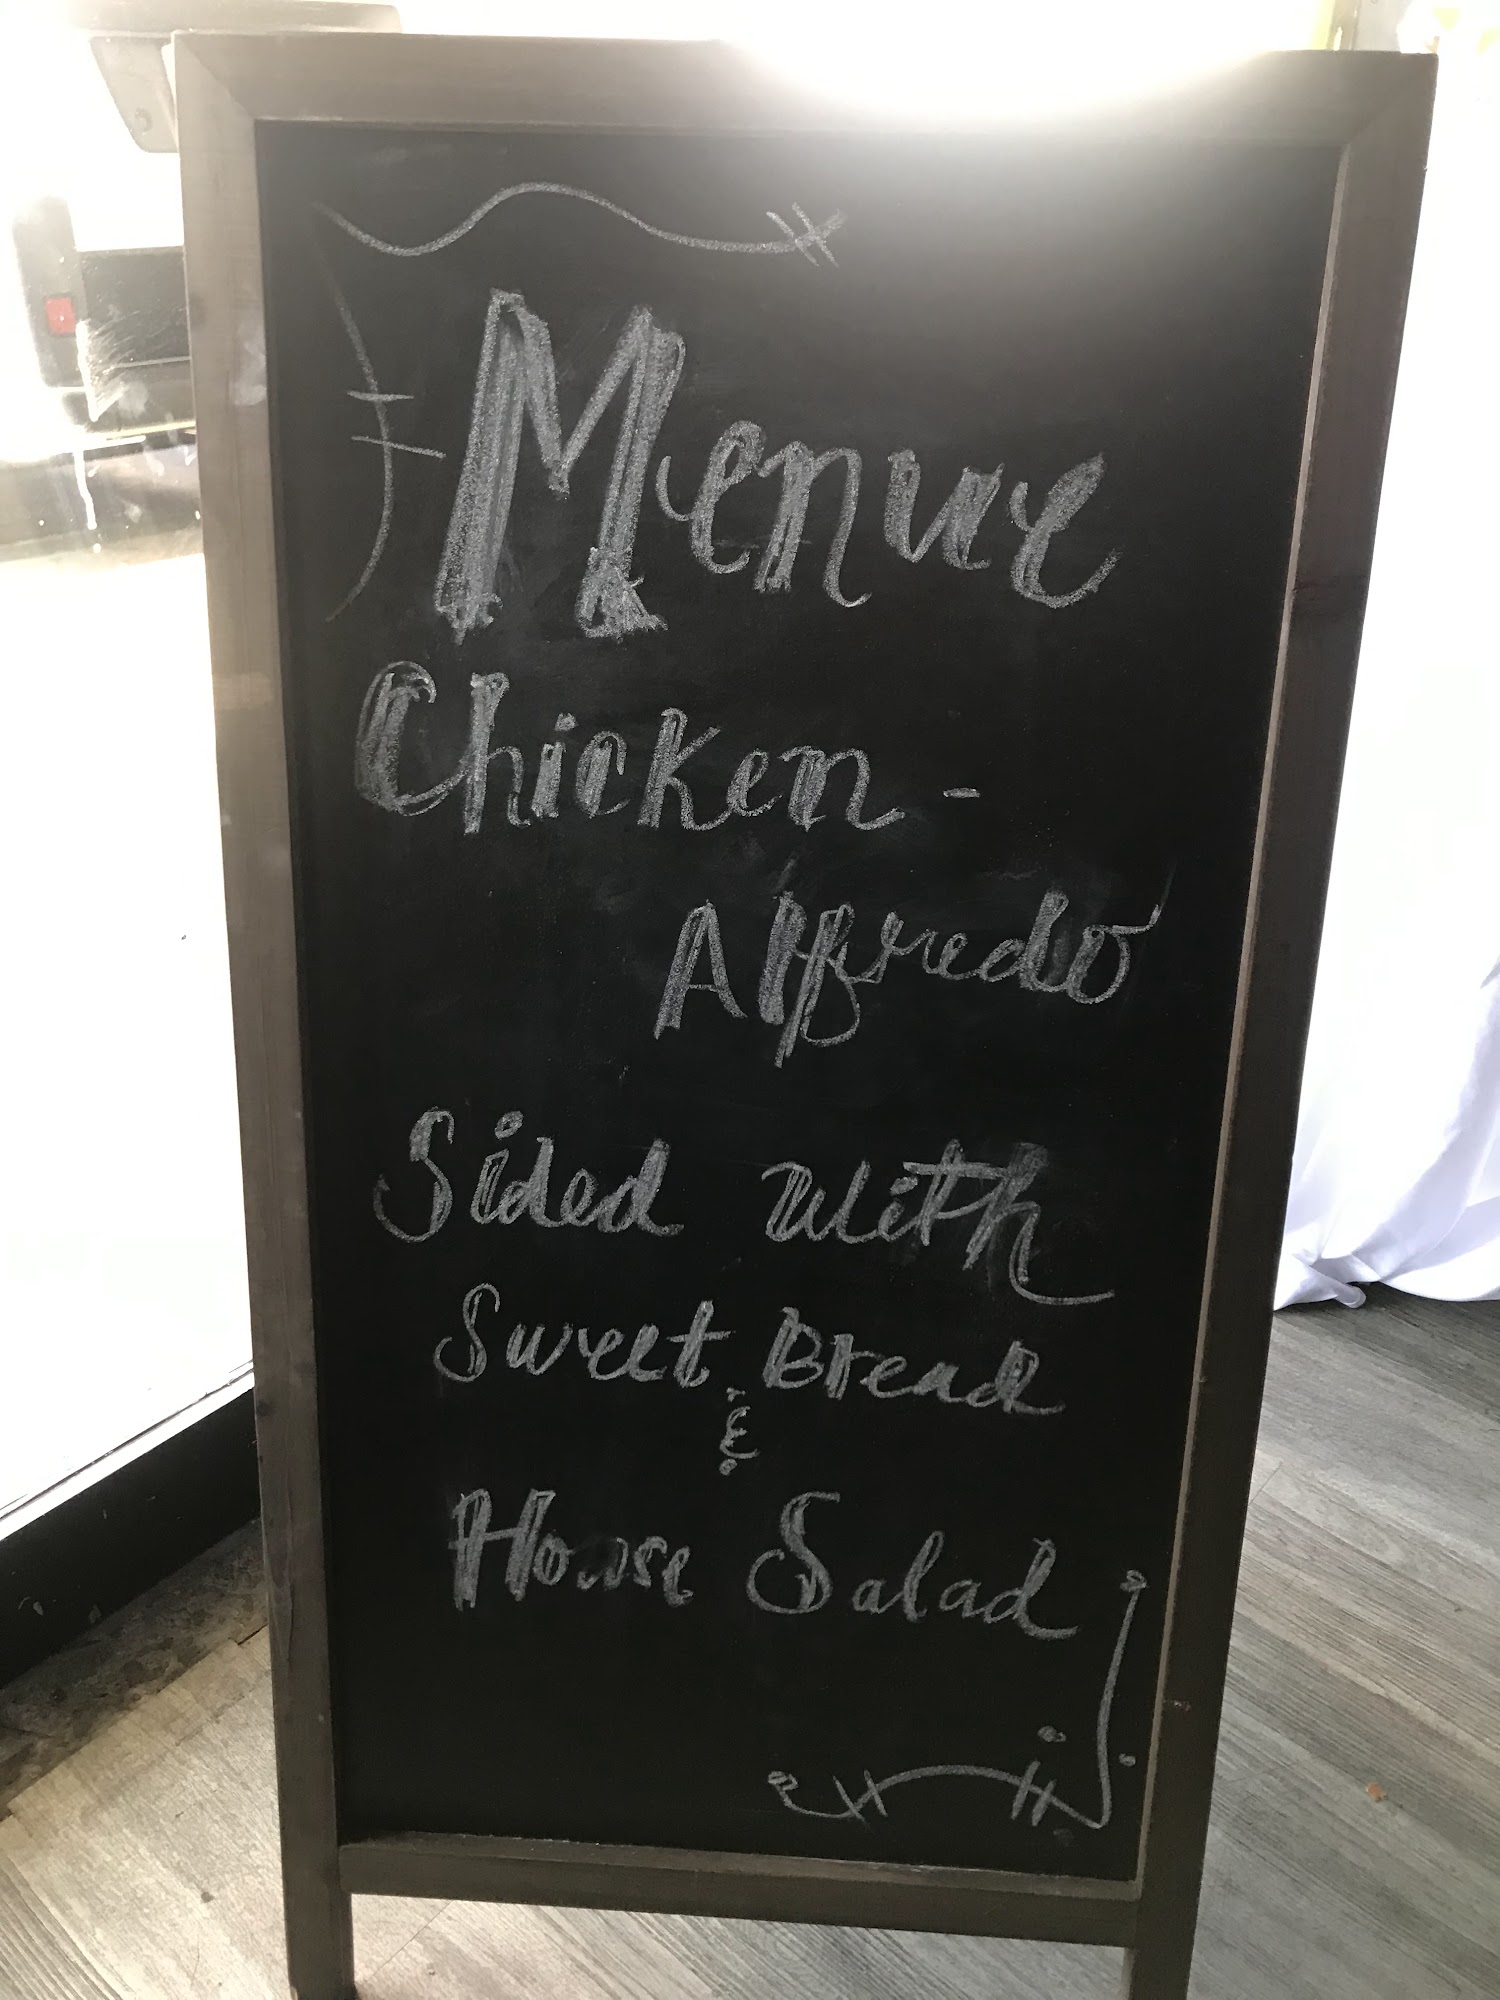 Menue
Chicken -
Alfredo
Sided with
Sweet Bread
&
House Salad